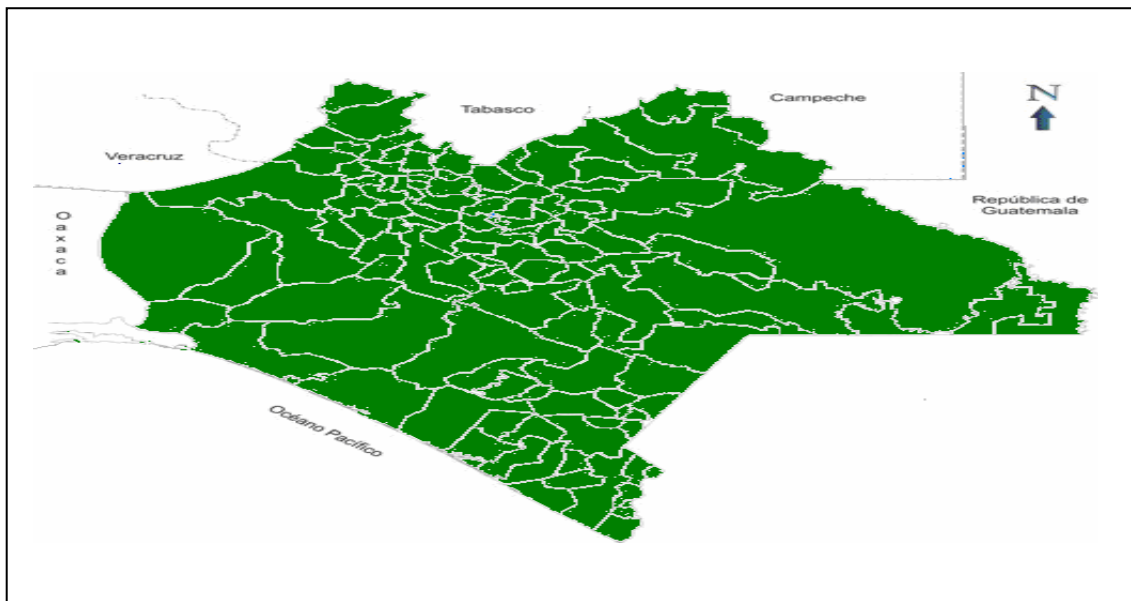 N
Campeche
Tabasco
Veracruz
República de
Guatemala
Oaxaca
Océano Pacífico